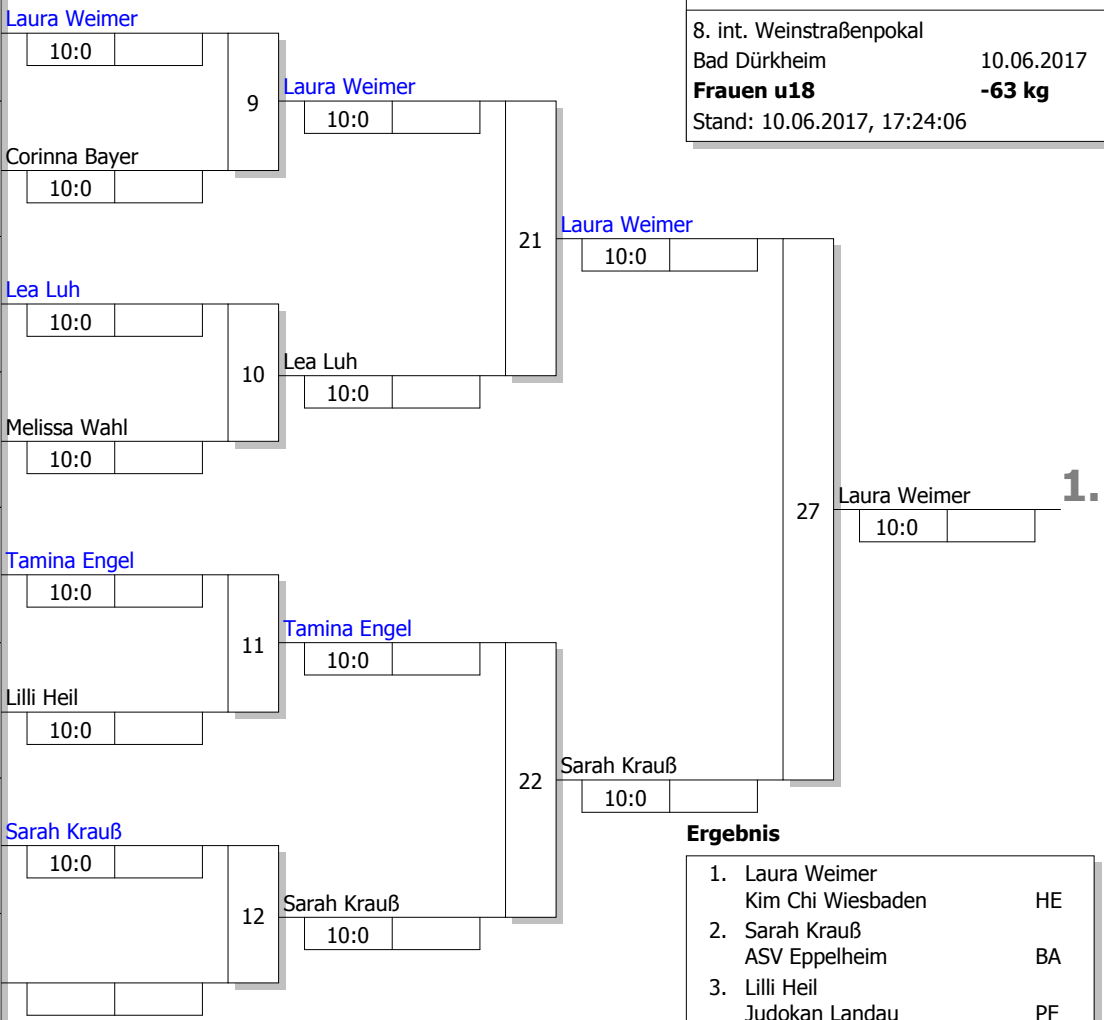 Laura Weimer
10:0
9
Corinna Bayer
10:0
Laura Weimer
10:0
Lea Luh
10:0
10
Melissa Wahl
10:0
Lea Luh
10:0
21
Laura Weimer
10:0
Tamina Engel
10:0
11
Lilli Heil
10:0
Tamina Engel
10:0
Sarah Krauß
10:0
12
Sarah Krauß
10:0
22
Sarah Krauß
10:0
27
Laura Weimer
10:0
1.
8. int. Weinstraßenpokal
Bad Dürkheim 10.06.2017
Frauen u18 -63 kg
Stand: 10.06.2017, 17:24:06
Ergebnis
1. Laura Weimer
Kim Chi Wiesbaden HE
2. Sarah Krauß
ASV Eppelheim BA
3. Lilli Heil
Judokan Landau PF